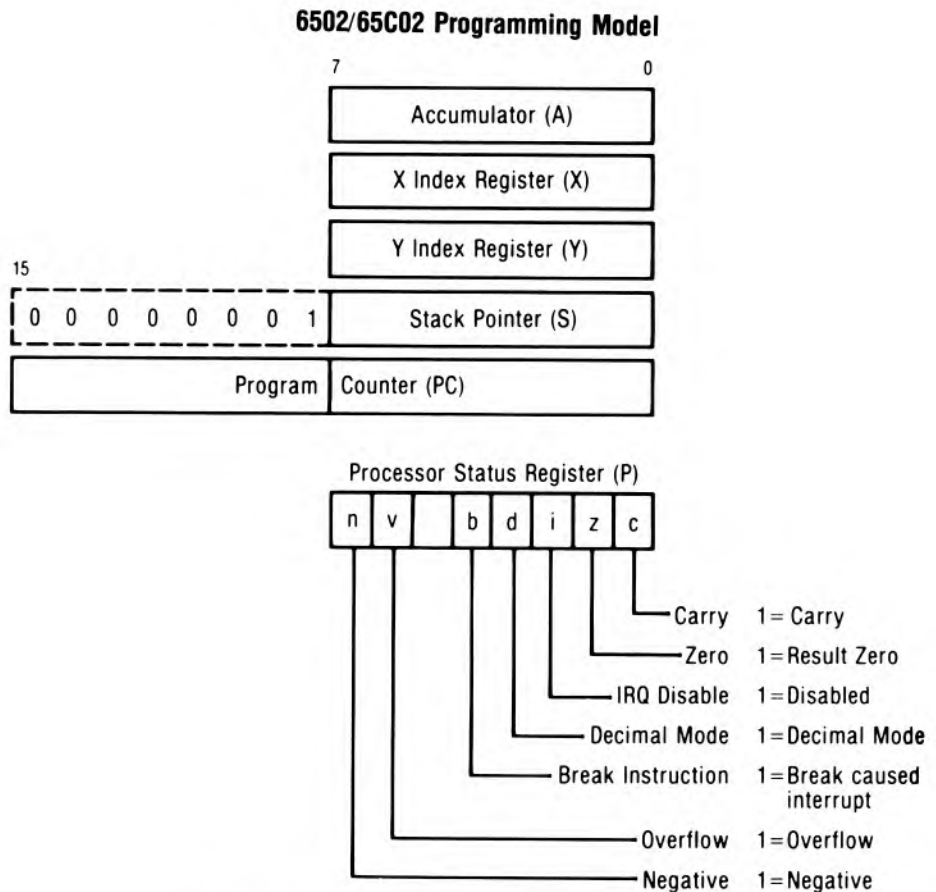 6502/65C02 Programming Model
7 0
Accumulator (A)
X Index Register (X)
Y Index Register (Y)
15
0 0 0 0 0 0 0 1 Stack Pointer (S)
Program Counter (PC)
Processor Status Register (P)
n v b d i z c
Carry 1=Carry
Zero 1=Result Zero
IRQ Disable 1=Disabled
Decimal Mode 1=Decimal Mode
Break Instruction 1=Break caused
interrupt
Overflow 1=Overflow
Negative 1=Negative